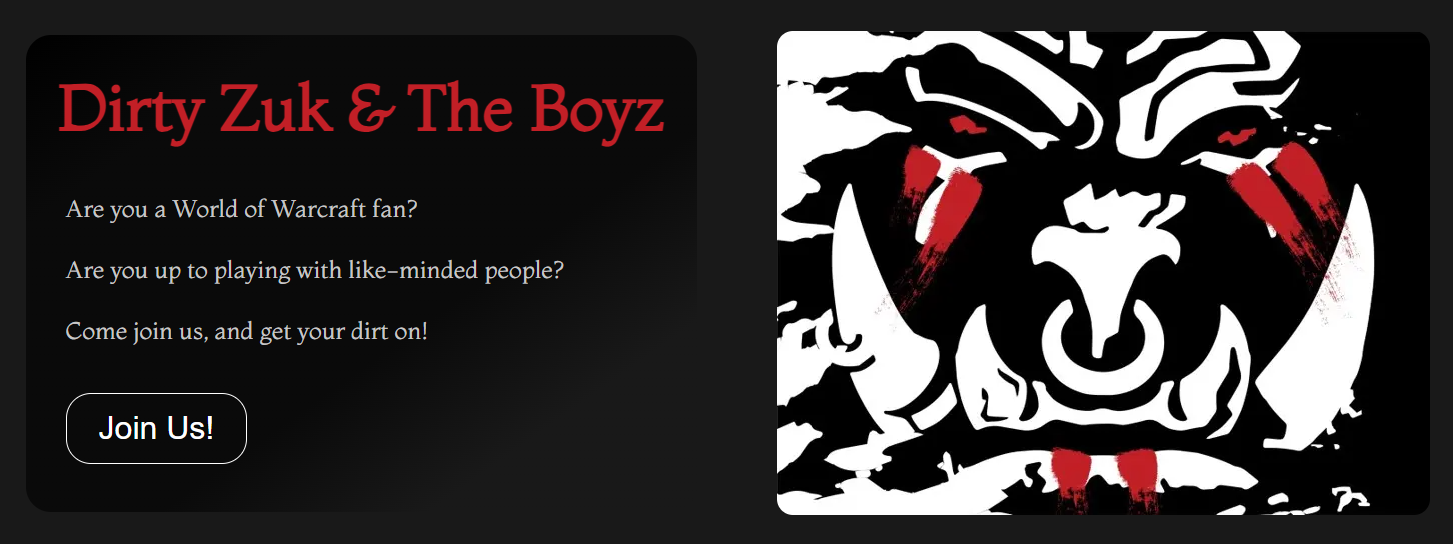 Dirty Zuk & The Boyz
Are you a World of Warcraft fan?
Are you up to playing with like-minded people?
Come join us, and get your dirt on!
Join Us!